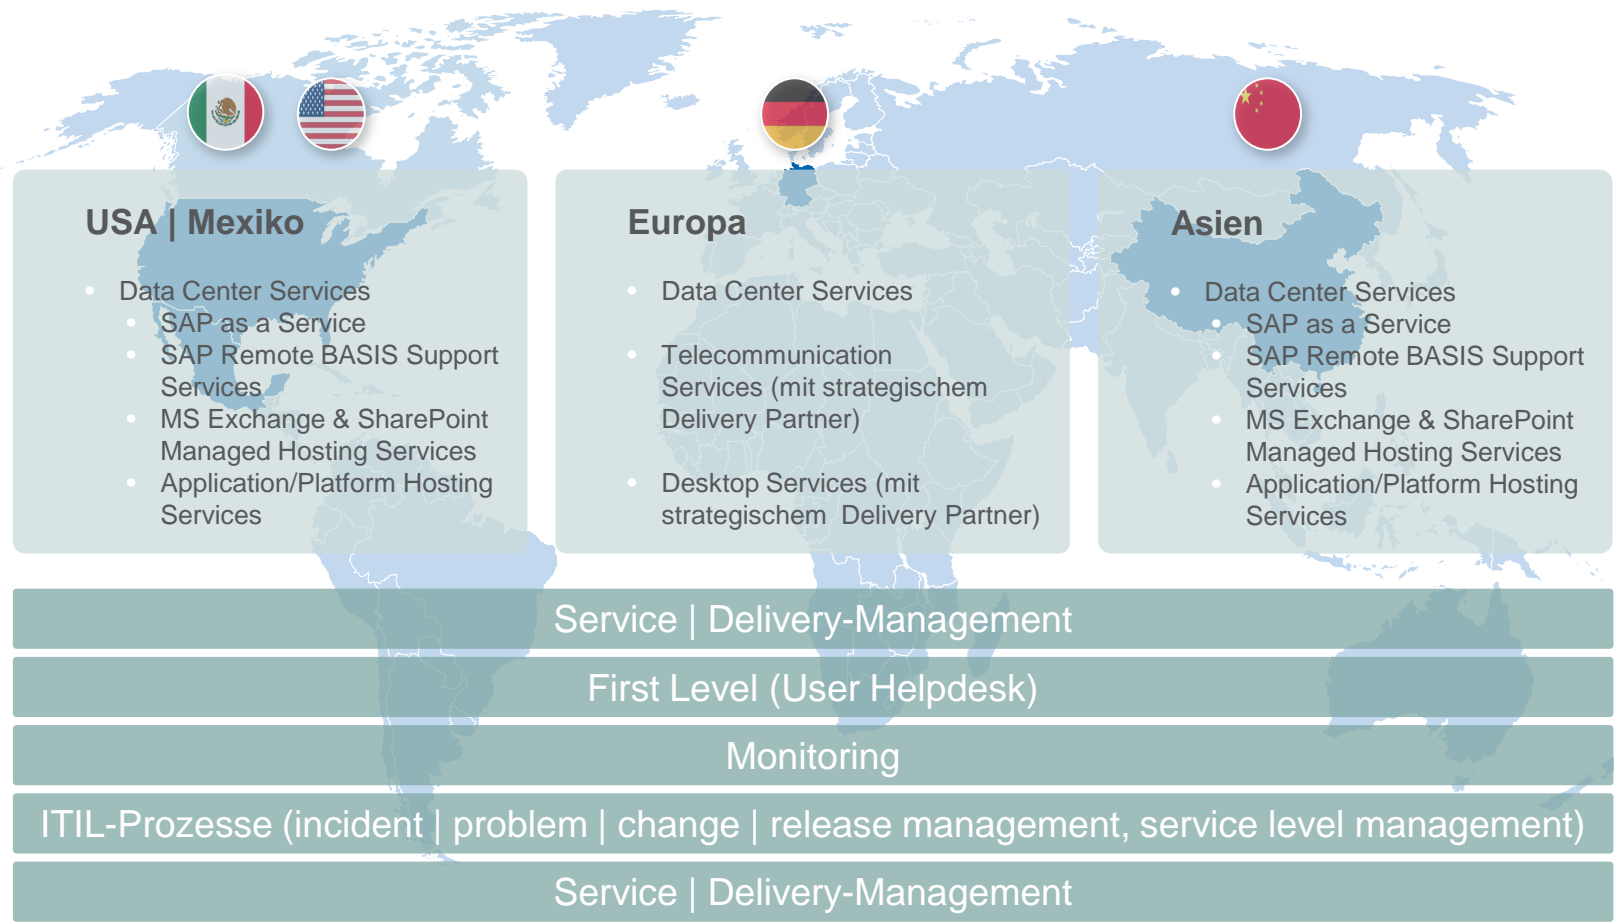 USA | Mexiko
Data Center Services
SAP as a Service
SAP Remote BASIS Support
Services
MS Exchange & SharePoint
Managed Hosting Services
Application/Platform Hosting
Services
Europa
Data Center Services
Telecommunication
Services (mit strategischem
Delivery Partner)
Desktop Services (mit
strategischem Delivery Partner)
Asien
Data Center Services
SAP as a Service
SAP Remote BASIS Support
Services
MS Exchange & SharePoint
Managed Hosting Services
Application/Platform Hosting
Services
Service | Delivery-Management
First Level (User Helpdesk)
Monitoring
ITIL-Prozesse (incident | problem | change | release management, service level management)
Service | Delivery-Management